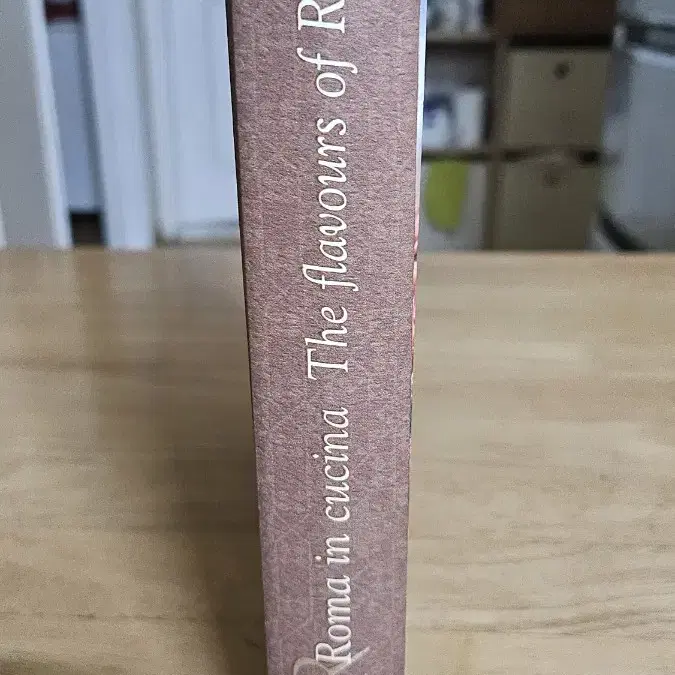 Roma in cucina The flavours of R